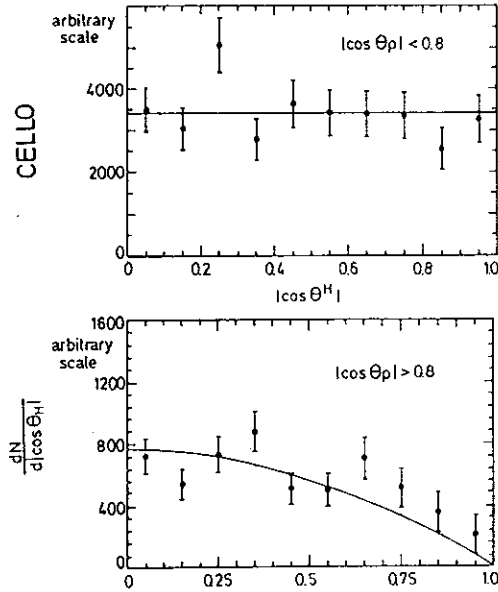 arbitrary
scale
|cos θρ| < 0.8
CELLO
4000
2000
0
0
0.2
0.4
0.6
0.8
1.0
|cos θᴴ|
1600
arbitrary
scale
|cos θρ| > 0.8
1200
dN
d|cos θ_H|
800
400
0
0
0.25
0.5
0.75
1.0